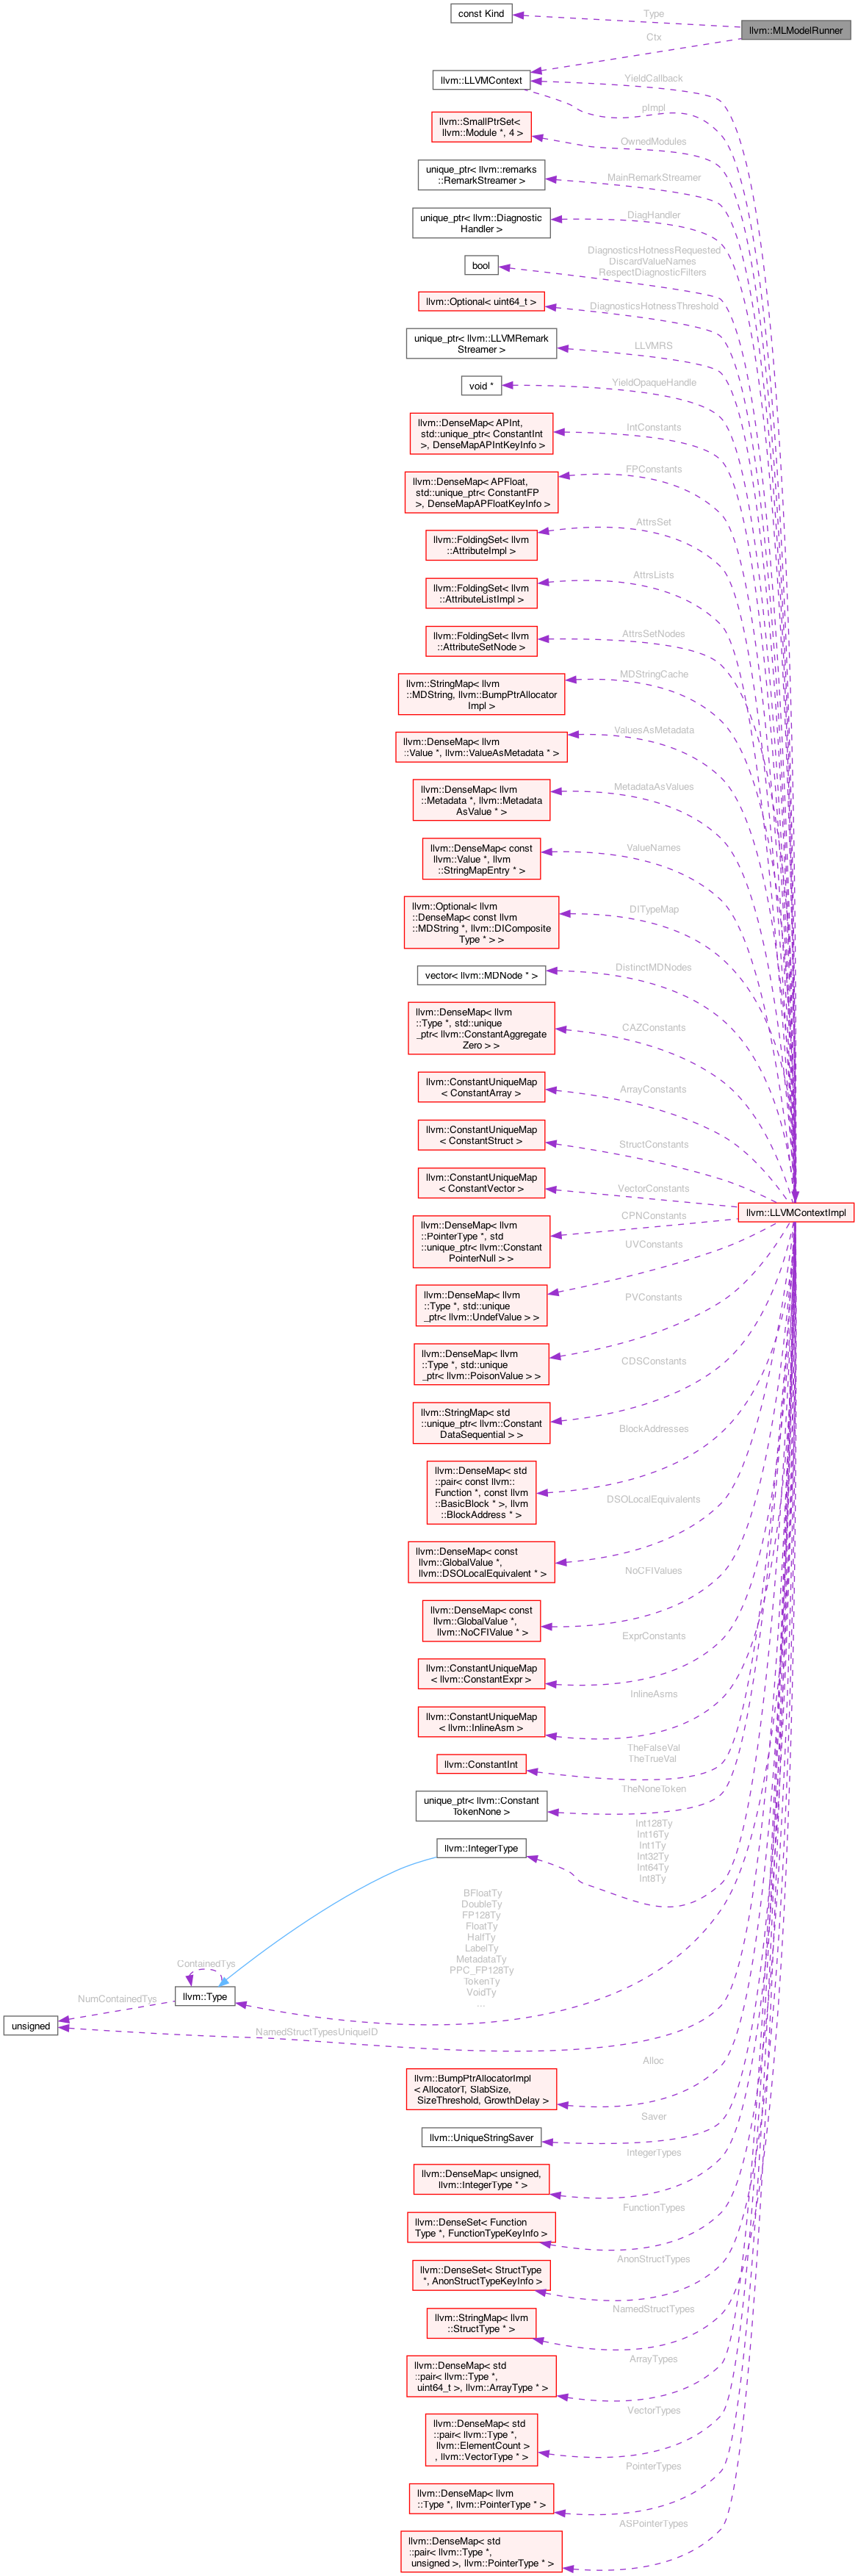 const Kind
Type
llvm::MLModelRunner
Ctx
llvm::LLVMContext
YieldCallback
pImpl
llvm::SmallPtrSet<
llvm::Module *, 4 >
OwnedModules
unique_ptr< llvm::remarks
::RemarkStreamer >
MainRemarkStreamer
unique_ptr< llvm::Diagnostic
Handler >
DiagHandler
bool
DiagnosticsHotnessRequested
DiscardValueNames
RespectDiagnosticFilters
llvm::Optional< uint64_t >
DiagnosticsHotnessThreshold
unique_ptr< llvm::LLVMRemark
Streamer >
LLVMRS
void *
YieldOpaqueHandle
llvm::DenseMap< APInt,
std::unique_ptr< ConstantInt
>, DenseMapAPIntKeyInfo >
IntConstants
llvm::DenseMap< APFloat,
std::unique_ptr< ConstantFP
>, DenseMapAPFloatKeyInfo >
FPConstants
llvm::FoldingSet< llvm
::AttributeImpl >
AttrsSet
llvm::FoldingSet< llvm
::AttributeListImpl >
AttrsLists
llvm::FoldingSet< llvm
::AttributeSetNode >
AttrsSetNodes
llvm::StringMap< llvm
::MDString, llvm::BumpPtrAllocator
Impl >
MDStringCache
llvm::DenseMap< llvm
::Value *, llvm::ValueAsMetadata * >
ValuesAsMetadata
llvm::DenseMap< llvm
::Metadata *, llvm::Metadata
AsValue * >
MetadataAsValues
llvm::DenseMap< const
llvm::Value *, llvm
::StringMapEntry * >
ValueNames
llvm::Optional< llvm
::DenseMap< const llvm
::MDString *, llvm::DIComposite
Type * > >
DITypeMap
vector< llvm::MDNode * >
DistinctMDNodes
llvm::DenseMap< llvm
::Type *, std::unique
_ptr< llvm::ConstantAggregate
Zero > >
CAZConstants
llvm::ConstantUniqueMap
< ConstantArray >
ArrayConstants
llvm::ConstantUniqueMap
< ConstantStruct >
StructConstants
llvm::ConstantUniqueMap
< ConstantVector >
VectorConstants
llvm::LLVMContextImpl
llvm::DenseMap< llvm
::PointerType *, std
::unique_ptr< llvm::Constant
PointerNull > >
CPNConstants
UVConstants
llvm::DenseMap< llvm
::Type *, std::unique
_ptr< llvm::UndefValue > >
PVConstants
llvm::DenseMap< llvm
::Type *, std::unique
_ptr< llvm::PoisonValue > >
CDSConstants
llvm::StringMap< std
::unique_ptr< llvm::Constant
DataSequential > >
BlockAddresses
llvm::DenseMap< std
::pair< const llvm::
Function *, const llvm
::BasicBlock * >, llvm
::BlockAddress * >
DSOLocalEquivalents
llvm::DenseMap< const
llvm::GlobalValue *,
llvm::DSOLocalEquivalent * >
NoCFIValues
llvm::DenseMap< const
llvm::GlobalValue *,
llvm::NoCFIValue * >
ExprConstants
llvm::ConstantUniqueMap
< llvm::ConstantExpr >
InlineAsms
llvm::ConstantUniqueMap
< llvm::InlineAsm >
TheFalseVal
TheTrueVal
llvm::ConstantInt
TheNoneToken
unique_ptr< llvm::Constant
TokenNone >
Int128Ty
Int16Ty
Int1Ty
Int32Ty
Int64Ty
Int8Ty
llvm::IntegerType
BFloatTy
DoubleTy
FP128Ty
FloatTy
HalfTy
LabelTy
MetadataTy
PPC_FP128Ty
TokenTy
VoidTy
...
ContainedTys
llvm::Type
NumContainedTys
unsigned
NamedStructTypesUniqueID
Alloc
llvm::BumpPtrAllocatorImpl
< AllocatorT, SlabSize,
SizeThreshold, GrowthDelay >
Saver
llvm::UniqueStringSaver
IntegerTypes
llvm::DenseMap< unsigned,
llvm::IntegerType * >
FunctionTypes
llvm::DenseSet< Function
Type *, FunctionTypeKeyInfo >
AnonStructTypes
llvm::DenseSet< StructType
*, AnonStructTypeKeyInfo >
NamedStructTypes
llvm::StringMap< llvm
::StructType * >
ArrayTypes
llvm::DenseMap< std
::pair< llvm::Type *,
uint64_t >, llvm::ArrayType * >
VectorTypes
llvm::DenseMap< std
::pair< llvm::Type *,
llvm::ElementCount >
, llvm::VectorType * >
PointerTypes
llvm::DenseMap< llvm
::Type *, llvm::PointerType * >
ASPointerTypes
llvm::DenseMap< std
::pair< llvm::Type *,
unsigned >, llvm::PointerType * >